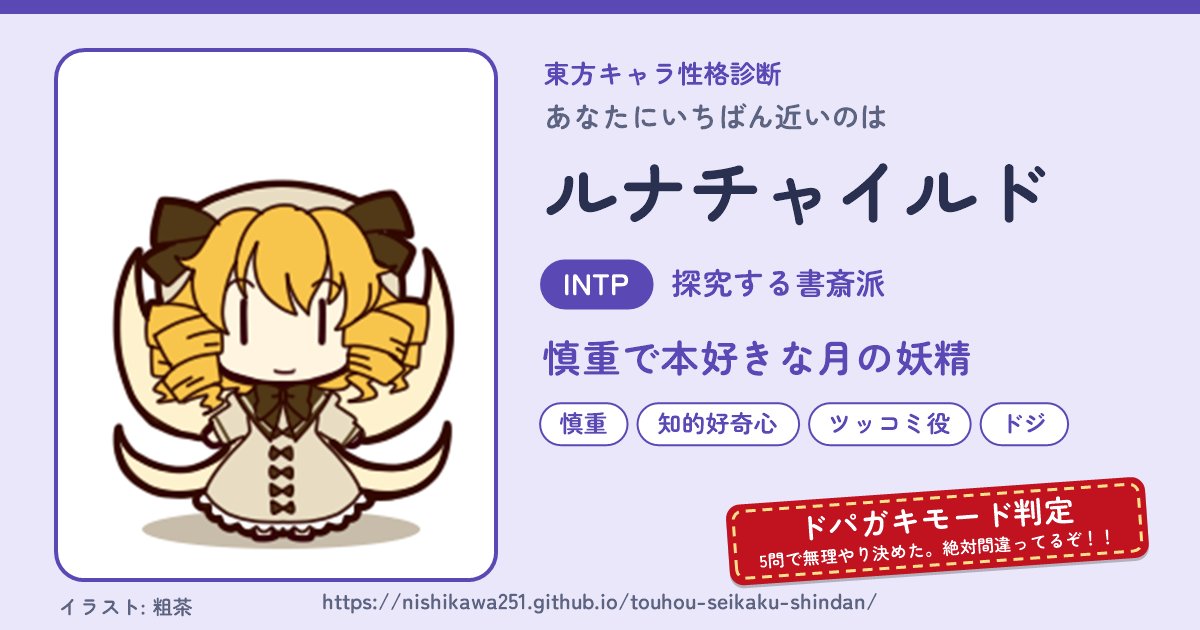 東方キャラ性格診断
あなたにいちばん近いのは
ルナチャイルド
INTP 探究する書斎派
慎重で本好きな月の妖精
慎重 知的好奇心 ツッコミ役 ドジ
ドパガキモード判定
5問で無理やり決めた。絶対間違ってるぞ！！
イラスト: 粗茶
https://nishikawa251.github.io/touhou-seikaku-shindan/